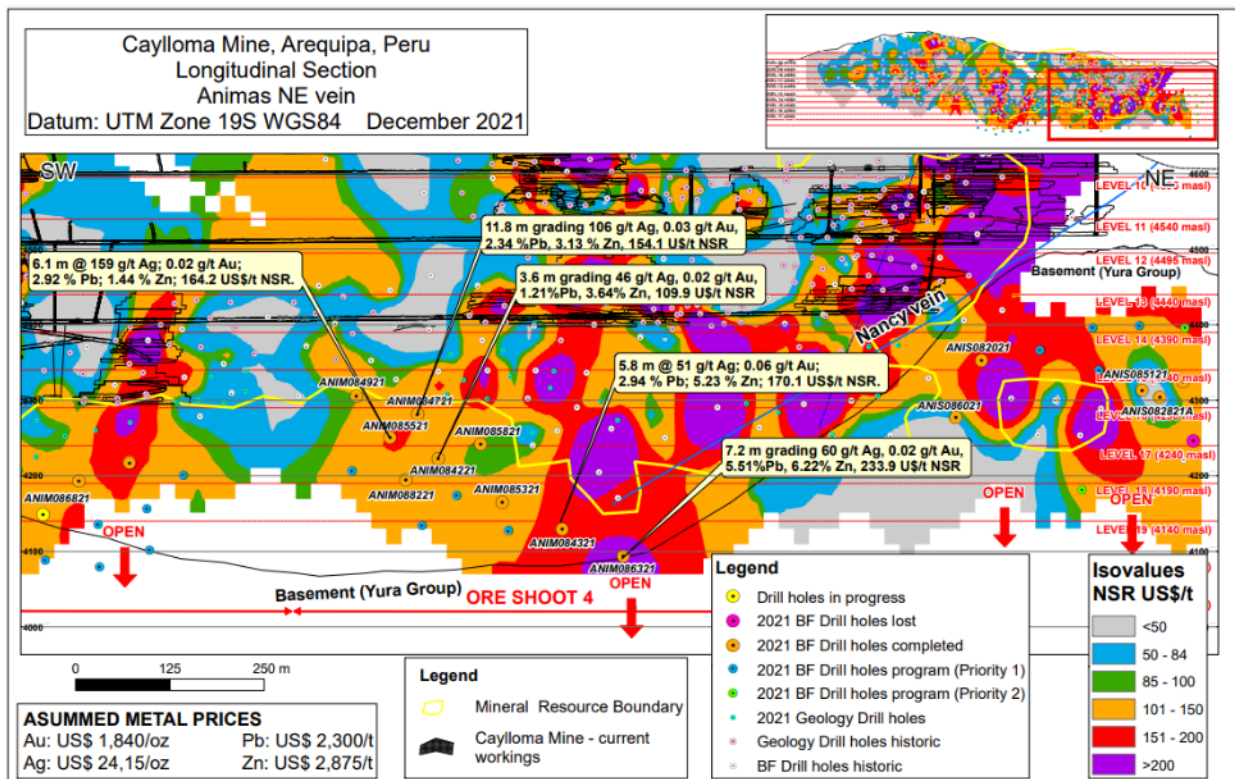 Caylloma Mine, Arequipa, Peru
Longitudinal Section
Animas NE vein
Datum: UTM Zone 19S WGS84 December 2021
SW
NE
4600
LEVEL 11 (4540 masl)
4500
LEVEL 12 (4495 masl)
Basement (Yura Group)
LEVEL 13 (4440 masl)
4400
LEVEL 14 (4390 masl)
4300
LEVEL 17 (4240 masl)
4200
LEVEL 18 (4190 masl)
LEVEL 19 (4140 masl)
4100
4000
11.8 m grading 106 g/t Ag, 0.03 g/t Au,
2.34 %Pb, 3.13 % Zn, 154.1 U$/t NSR
6.1 m @ 159 g/t Ag; 0.02 g/t Au;
2.92 % Pb; 1.44 % Zn; 164.2 US$/t NSR.
3.6 m grading 46 g/t Ag, 0.02 g/t Au,
1.21%Pb, 3.64% Zn, 109.9 U$/t NSR
Nancy vein
5.8 m @ 51 g/t Ag; 0.06 g/t Au;
2.94 % Pb; 5.23 % Zn; 170.1 US$/t NSR.
7.2 m grading 60 g/t Ag, 0.02 g/t Au,
5.51%Pb, 6.22% Zn, 233.9 U$/t NSR
ANIS082021
ANIS085121
ANIM084921
ANIM084721
ANIS086021
ANIS082821A
ANIM085521
ANIM085821
ANIM084221
ANIM088221
ANIM085321
ANIM086821
ANIM084321
ANIM086321
OPEN
OPEN
OPEN
OPEN
Basement (Yura Group)
ORE SHOOT 4
0 125 250 m
Legend
Mineral Resource Boundary
Caylloma Mine - current
workings
Legend
Drill holes in progress
2021 BF Drill holes lost
2021 BF Drill holes completed
2021 BF Drill holes program (Priority 1)
2021 BF Drill holes program (Priority 2)
2021 Geology Drill holes
Geology Drill holes historic
BF Drill holes historic
Isovalues
NSR US$/t
<50
50 - 84
85 - 100
101 - 150
151 - 200
>200
ASUMMED METAL PRICES
Au: US$ 1,840/oz Pb: US$ 2,300/t
Ag: US$ 24,15/oz Zn: US$ 2,875/t